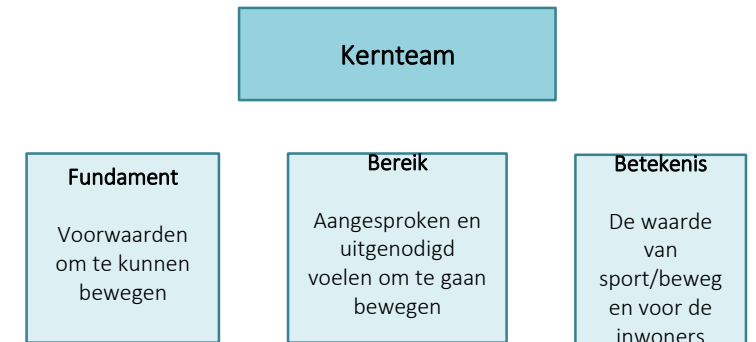 Kernteam
Fundament
Voorwaarden
om te kunnen
bewegen
Bereik
Aangesproken en
uitgenodigd
voelen om te gaan
bewegen
Betekenis
De waarde
van
sport/beweg
en voor de
inwoners